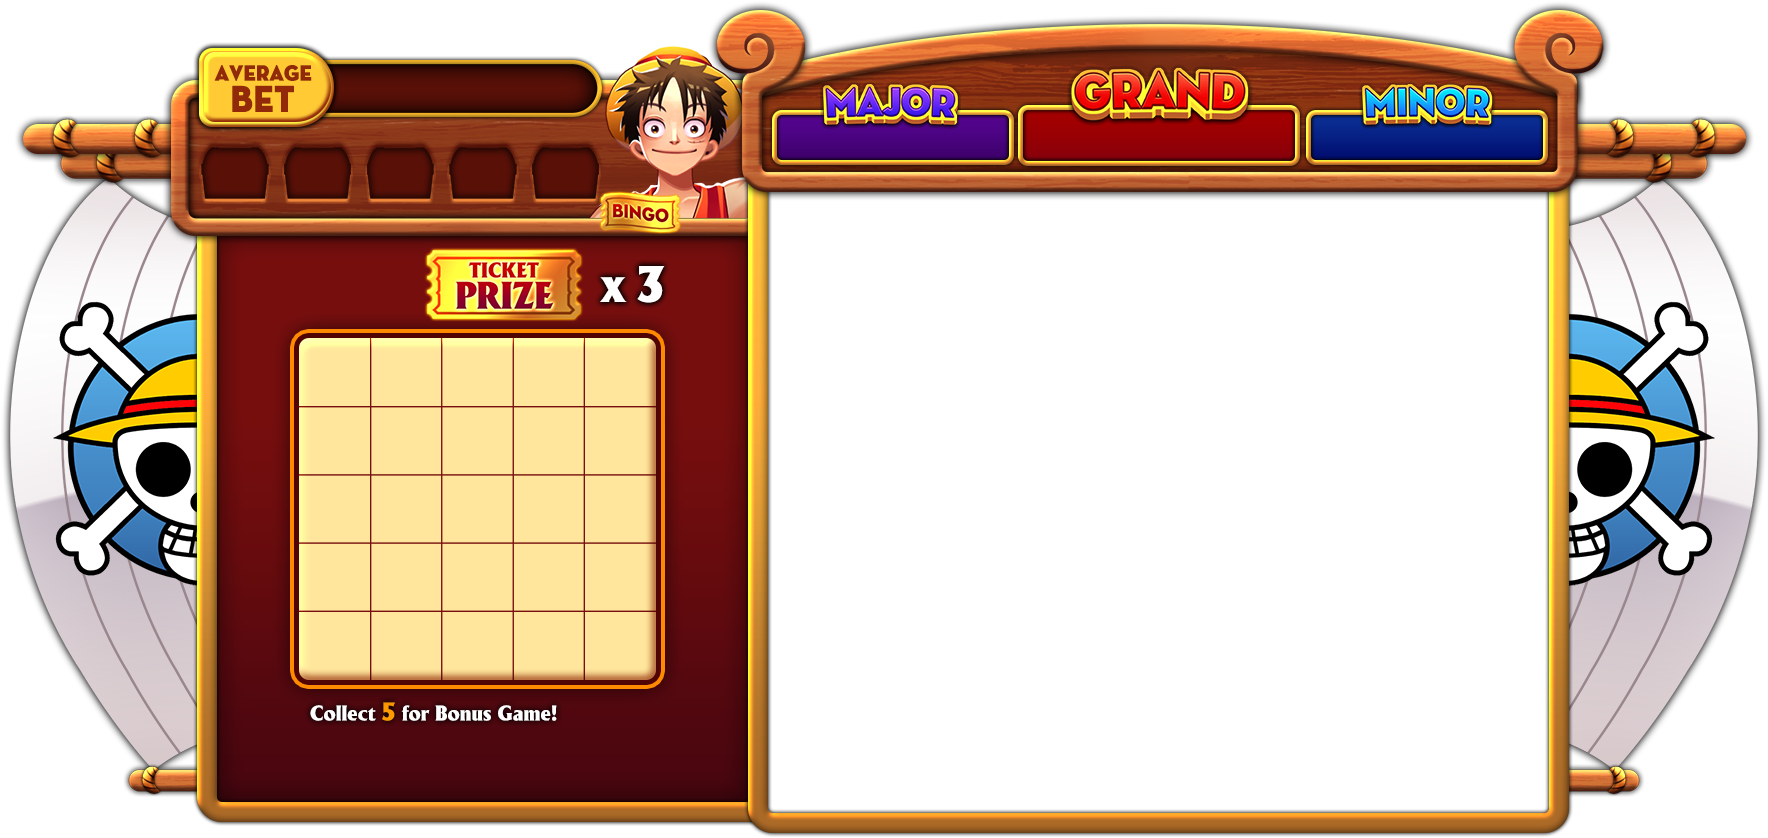 AVERAGE
BET
BINGO
MAJOR
GRAND
MINOR
TICKET
PRIZE
x 3
Collect 5 for Bonus Game!